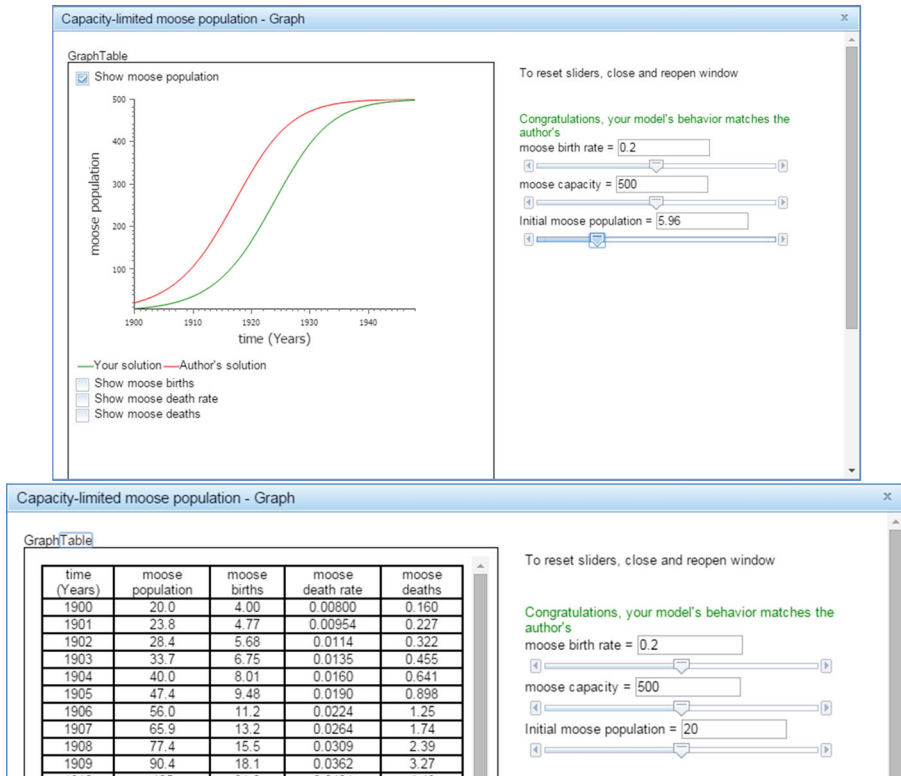 Capacity-limited moose population - Graph x
GraphTable
Show moose population
500
400
300
200
100
moose population
1900 1910 1920 1930 1940
time (Years)
Your solution Author's solution
Show moose births
Show moose death rate
Show moose deaths
To reset sliders, close and reopen window
Congratulations, your model's behavior matches the
author's
moose birth rate = 0.2
moose capacity = 500
Initial moose population = 5.96
Capacity-limited moose population - Graph x
GraphTable
time (Years) moose population moose births moose death rate moose deaths
1900 20.0 4.00 0.00800 0.160
1901 23.8 4.77 0.00954 0.227
1902 28.4 5.68 0.0114 0.322
1903 33.7 6.75 0.0135 0.455
1904 40.0 8.01 0.0160 0.641
1905 47.4 9.48 0.0190 0.898
1906 56.0 11.2 0.0224 1.25
1907 65.9 13.2 0.0264 1.74
1908 77.4 15.5 0.0309 2.39
1909 90.4 18.1 0.0362 3.27
To reset sliders, close and reopen window
Congratulations, your model's behavior matches the
author's
moose birth rate = 0.2
moose capacity = 500
Initial moose population = 20